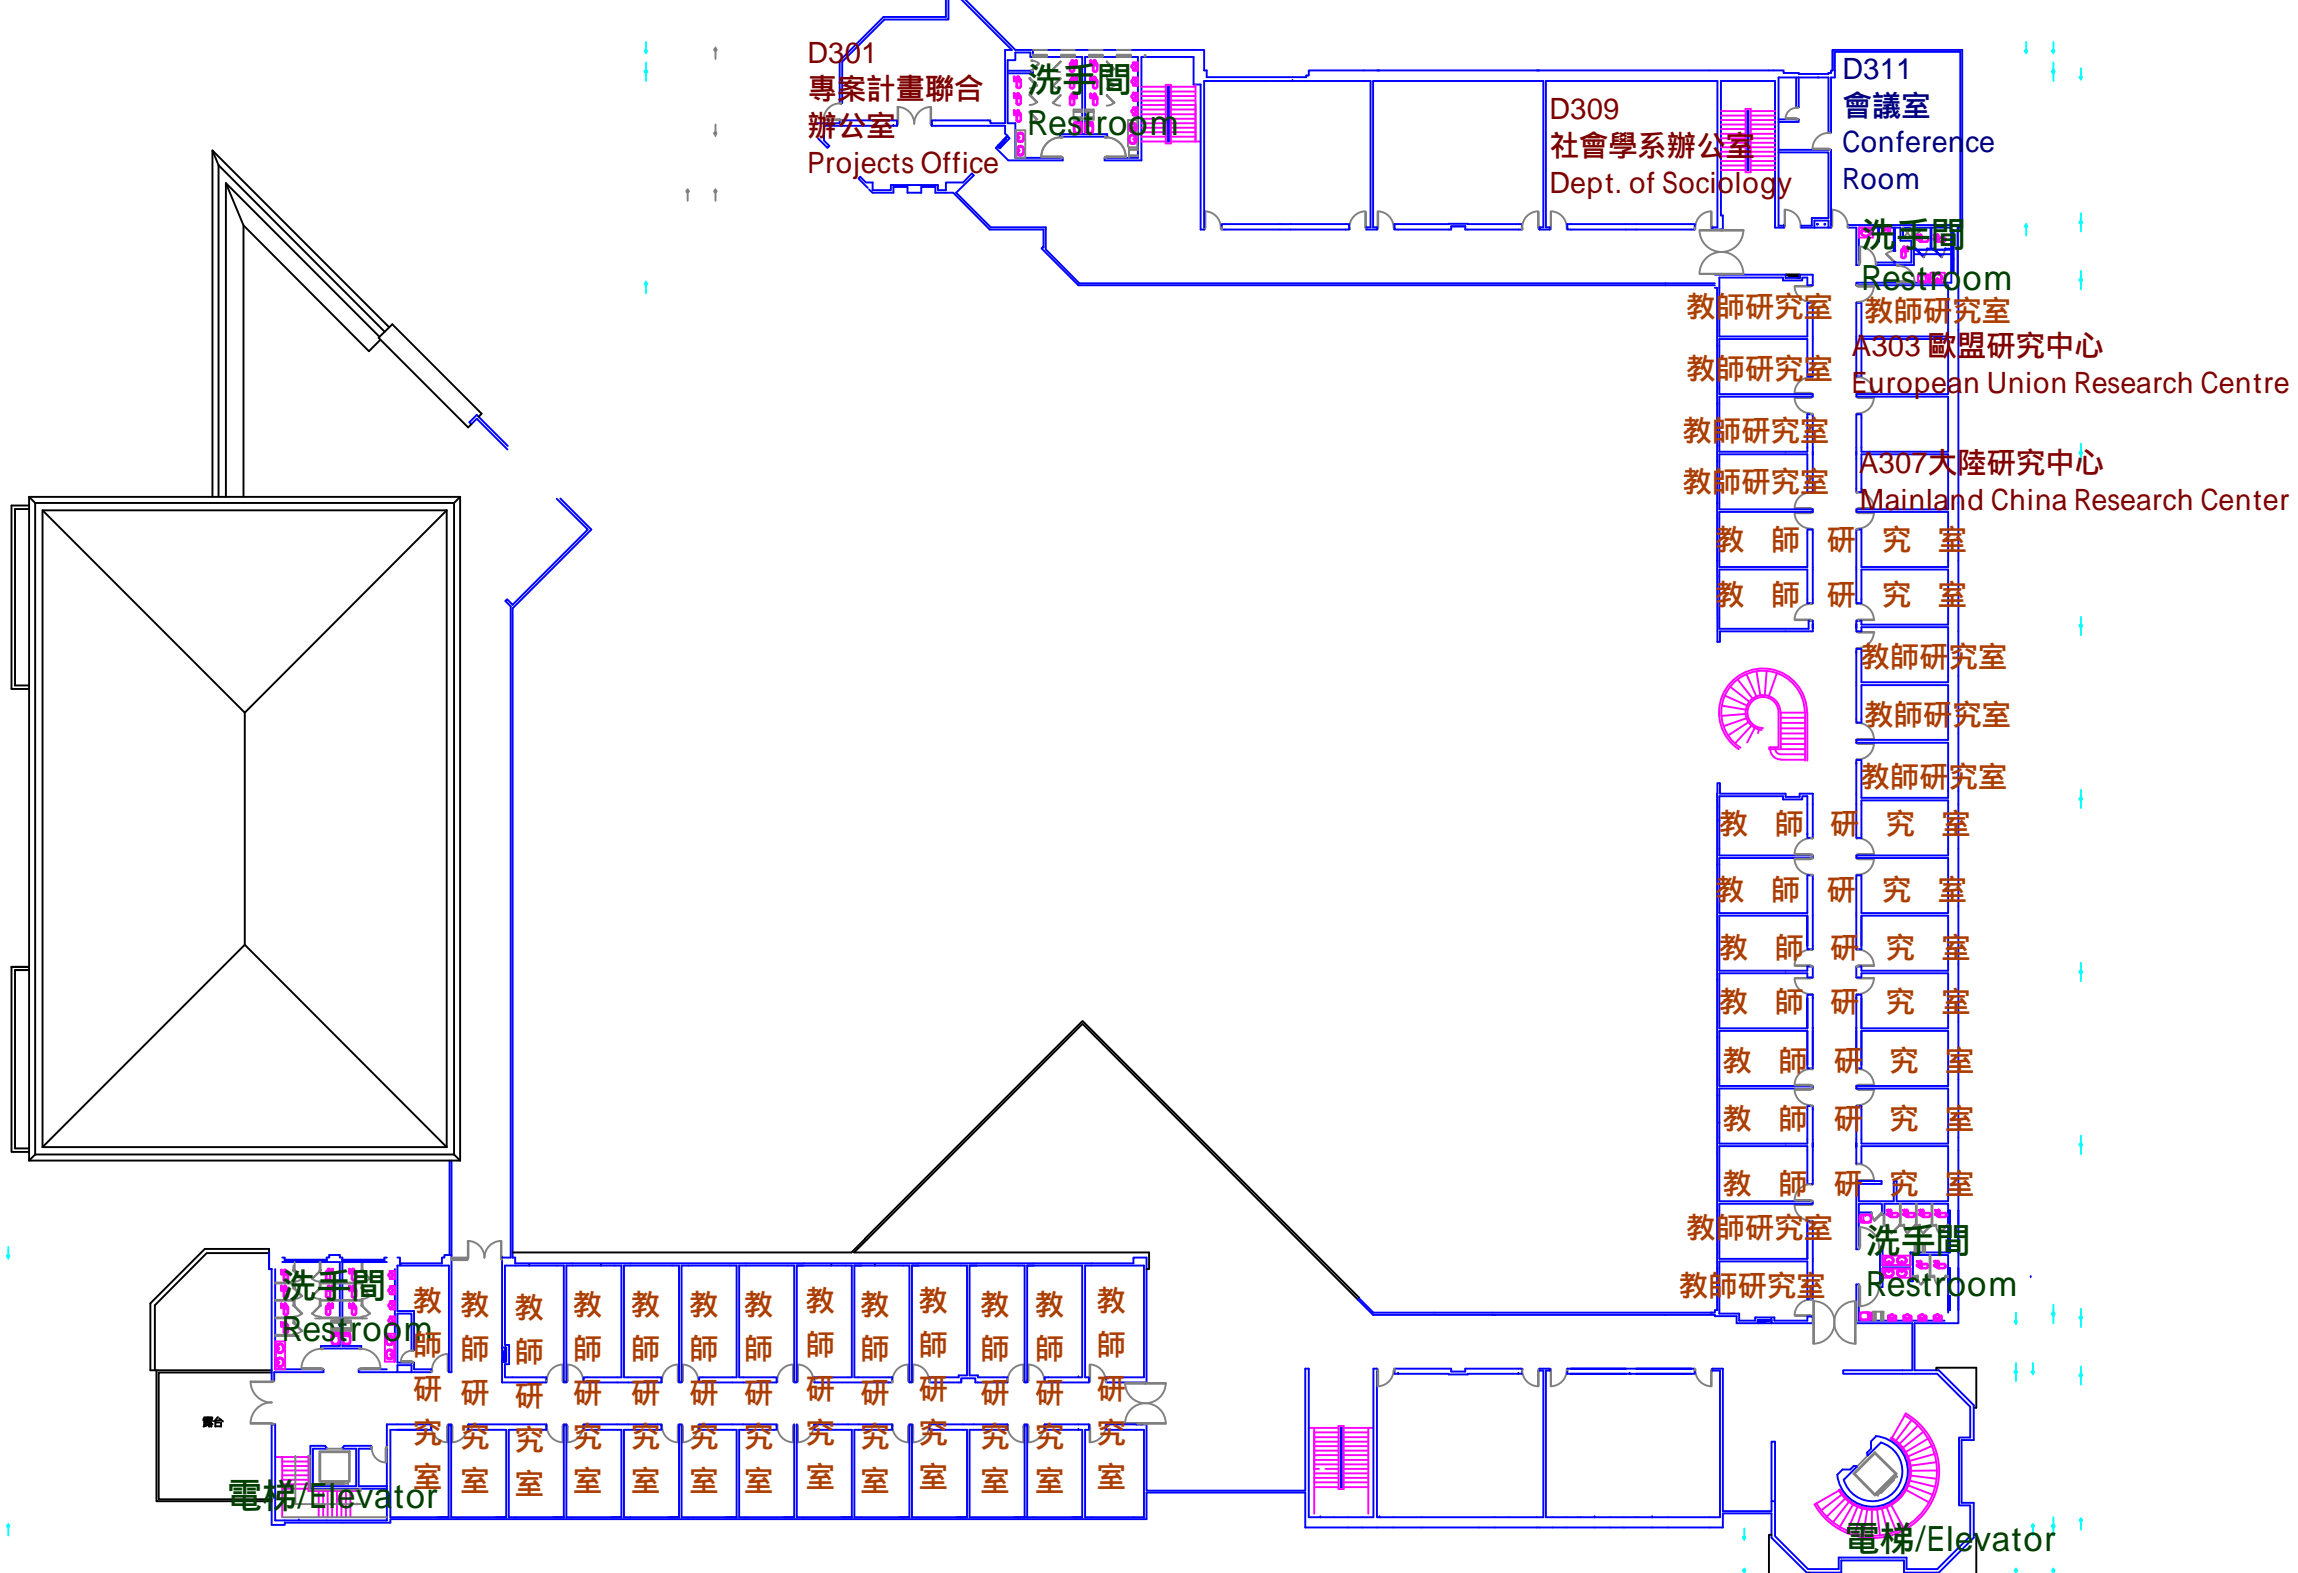 D301
專案計畫聯合
辦公室
Projects Office
洗手間
Restroom
D309
社會學系辦公室
Dept. of Sociology
D311
會議室
Conference
Room
洗手間
Restroom
教師研究室
教師研究室
A303 歐盟研究中心
European Union Research Centre
教師研究室
教師研究室
教師研究室
A307大陸研究中心
Mainland China Research Center
教 師 研 究 室
教 師 研 究 室
教師研究室
教師研究室
教師研究室
教 師 研 究 室
教 師 研 究 室
教 師 研 究 室
教 師 研 究 室
教 師 研 究 室
教 師 研 究 室
教 師 研 究 室
教師研究室
教師研究室
洗手間
Restroom
洗手間
Restroom
教師研究室
教師研究室
教師研究室
教師研究室
教師研究室
教師研究室
教師研究室
教師研究室
教師研究室
教師研究室
教師研究室
教師研究室
教師研究室
露台
電梯/Elevator
電梯/Elevator